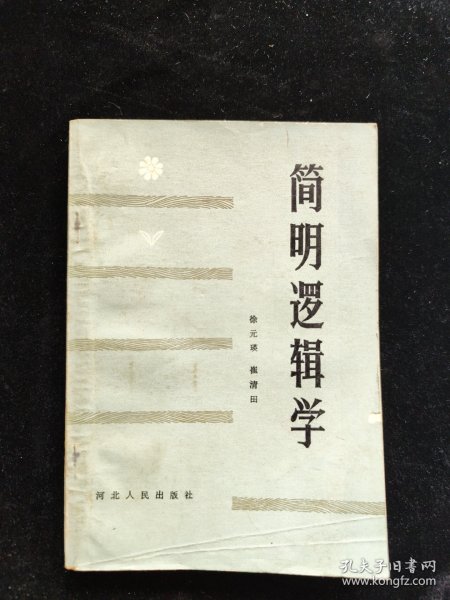 简明逻辑学
徐元瑛 崔清田
河北人民出版社
孔夫子旧书网
www.kongfz.com